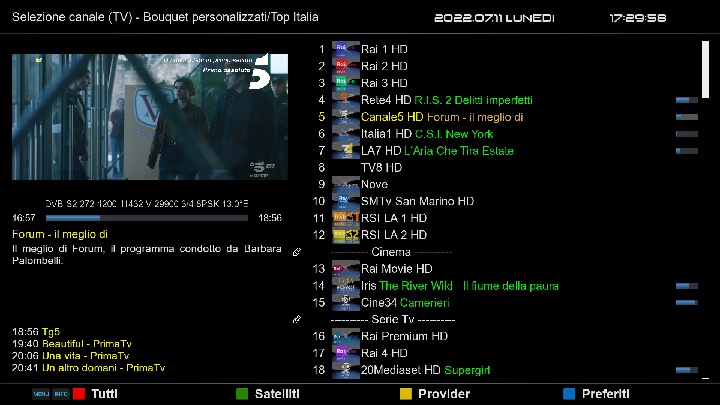 Selezione canale (TV) - Bouquet personalizzati/Top Italia
2022.07.11 LUNEDI
17:29:58
Prima assoluta
5
DVB-S2 272 1200 11432 V 29900 3/4 8PSK 13.0°E
16:57
18:56
Forum - il meglio di
Il meglio di Forum, il programma condotto da Barbara
Palombelli.
18:56 Tg5
19:40 Beautiful - PrimaTv
20:06 Una vita - PrimaTv
20:41 Un altro domani - PrimaTv
1 Rai 1 HD
2 Rai 2 HD
3 Rai 3 HD
4 Rete4 HD R.I.S. 2 Delitti imperfetti
5 Canale5 HD Forum - il meglio di
6 Italia1 HD C.S.I. New York
7 LA7 HD L'Aria Che Tira Estate
8 TV8 HD
9 Nove
10 SMTv San Marino HD
11 RSI LA 1 HD
12 RSI LA 2 HD
---------- Cinema ----------
13 Rai Movie HD
14 Iris The River Wild - Il fiume della paura
15 Cine34 Camerieri
---------- Serie Tv ----------
16 Rai Premium HD
17 Rai 4 HD
18 20Mediaset HD Supergirl
MENU INFO Tutti Satelliti Provider Preferiti